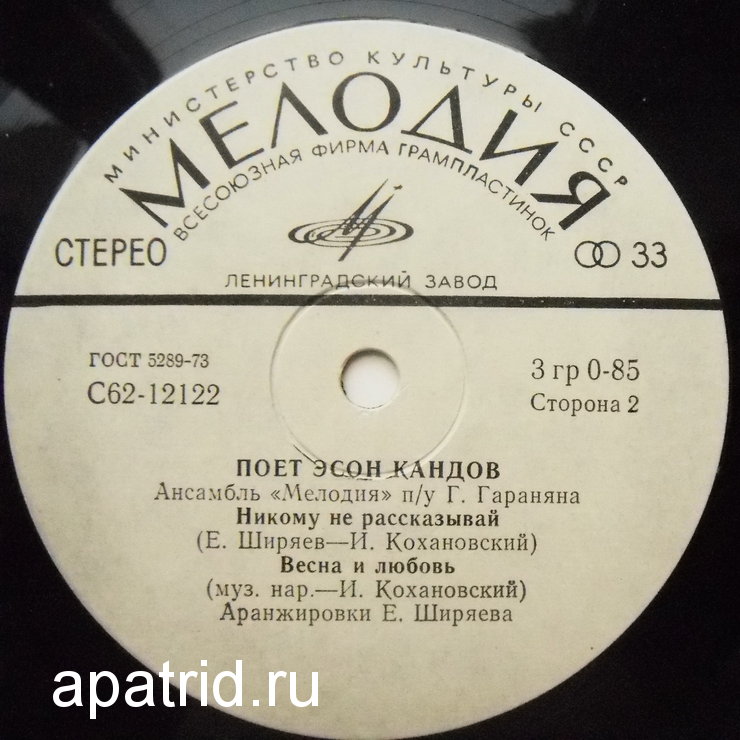 МИНИСТЕРСТВО КУЛЬТУРЫ СССР
МЕЛОДИЯ
ВСЕСОЮЗНАЯ ФИРМА ГРАМПЛАСТИНОК
СТЕРЕО
33
ЛЕНИНГРАДСКИЙ ЗАВОД
ГОСТ 5289-73
С62-12122
3 гр 0-85
Сторона 2
ПОЕТ ЭСОН КАНДОВ
Ансамбль «Мелодия» п/у Г. Гараняна
Никому не рассказывай
(Е. Ширяев—И. Кохановский)
Весна и любовь
(муз. нар.—И. Кохановский)
Аранжировки Е. Ширяева
apatrid.ru